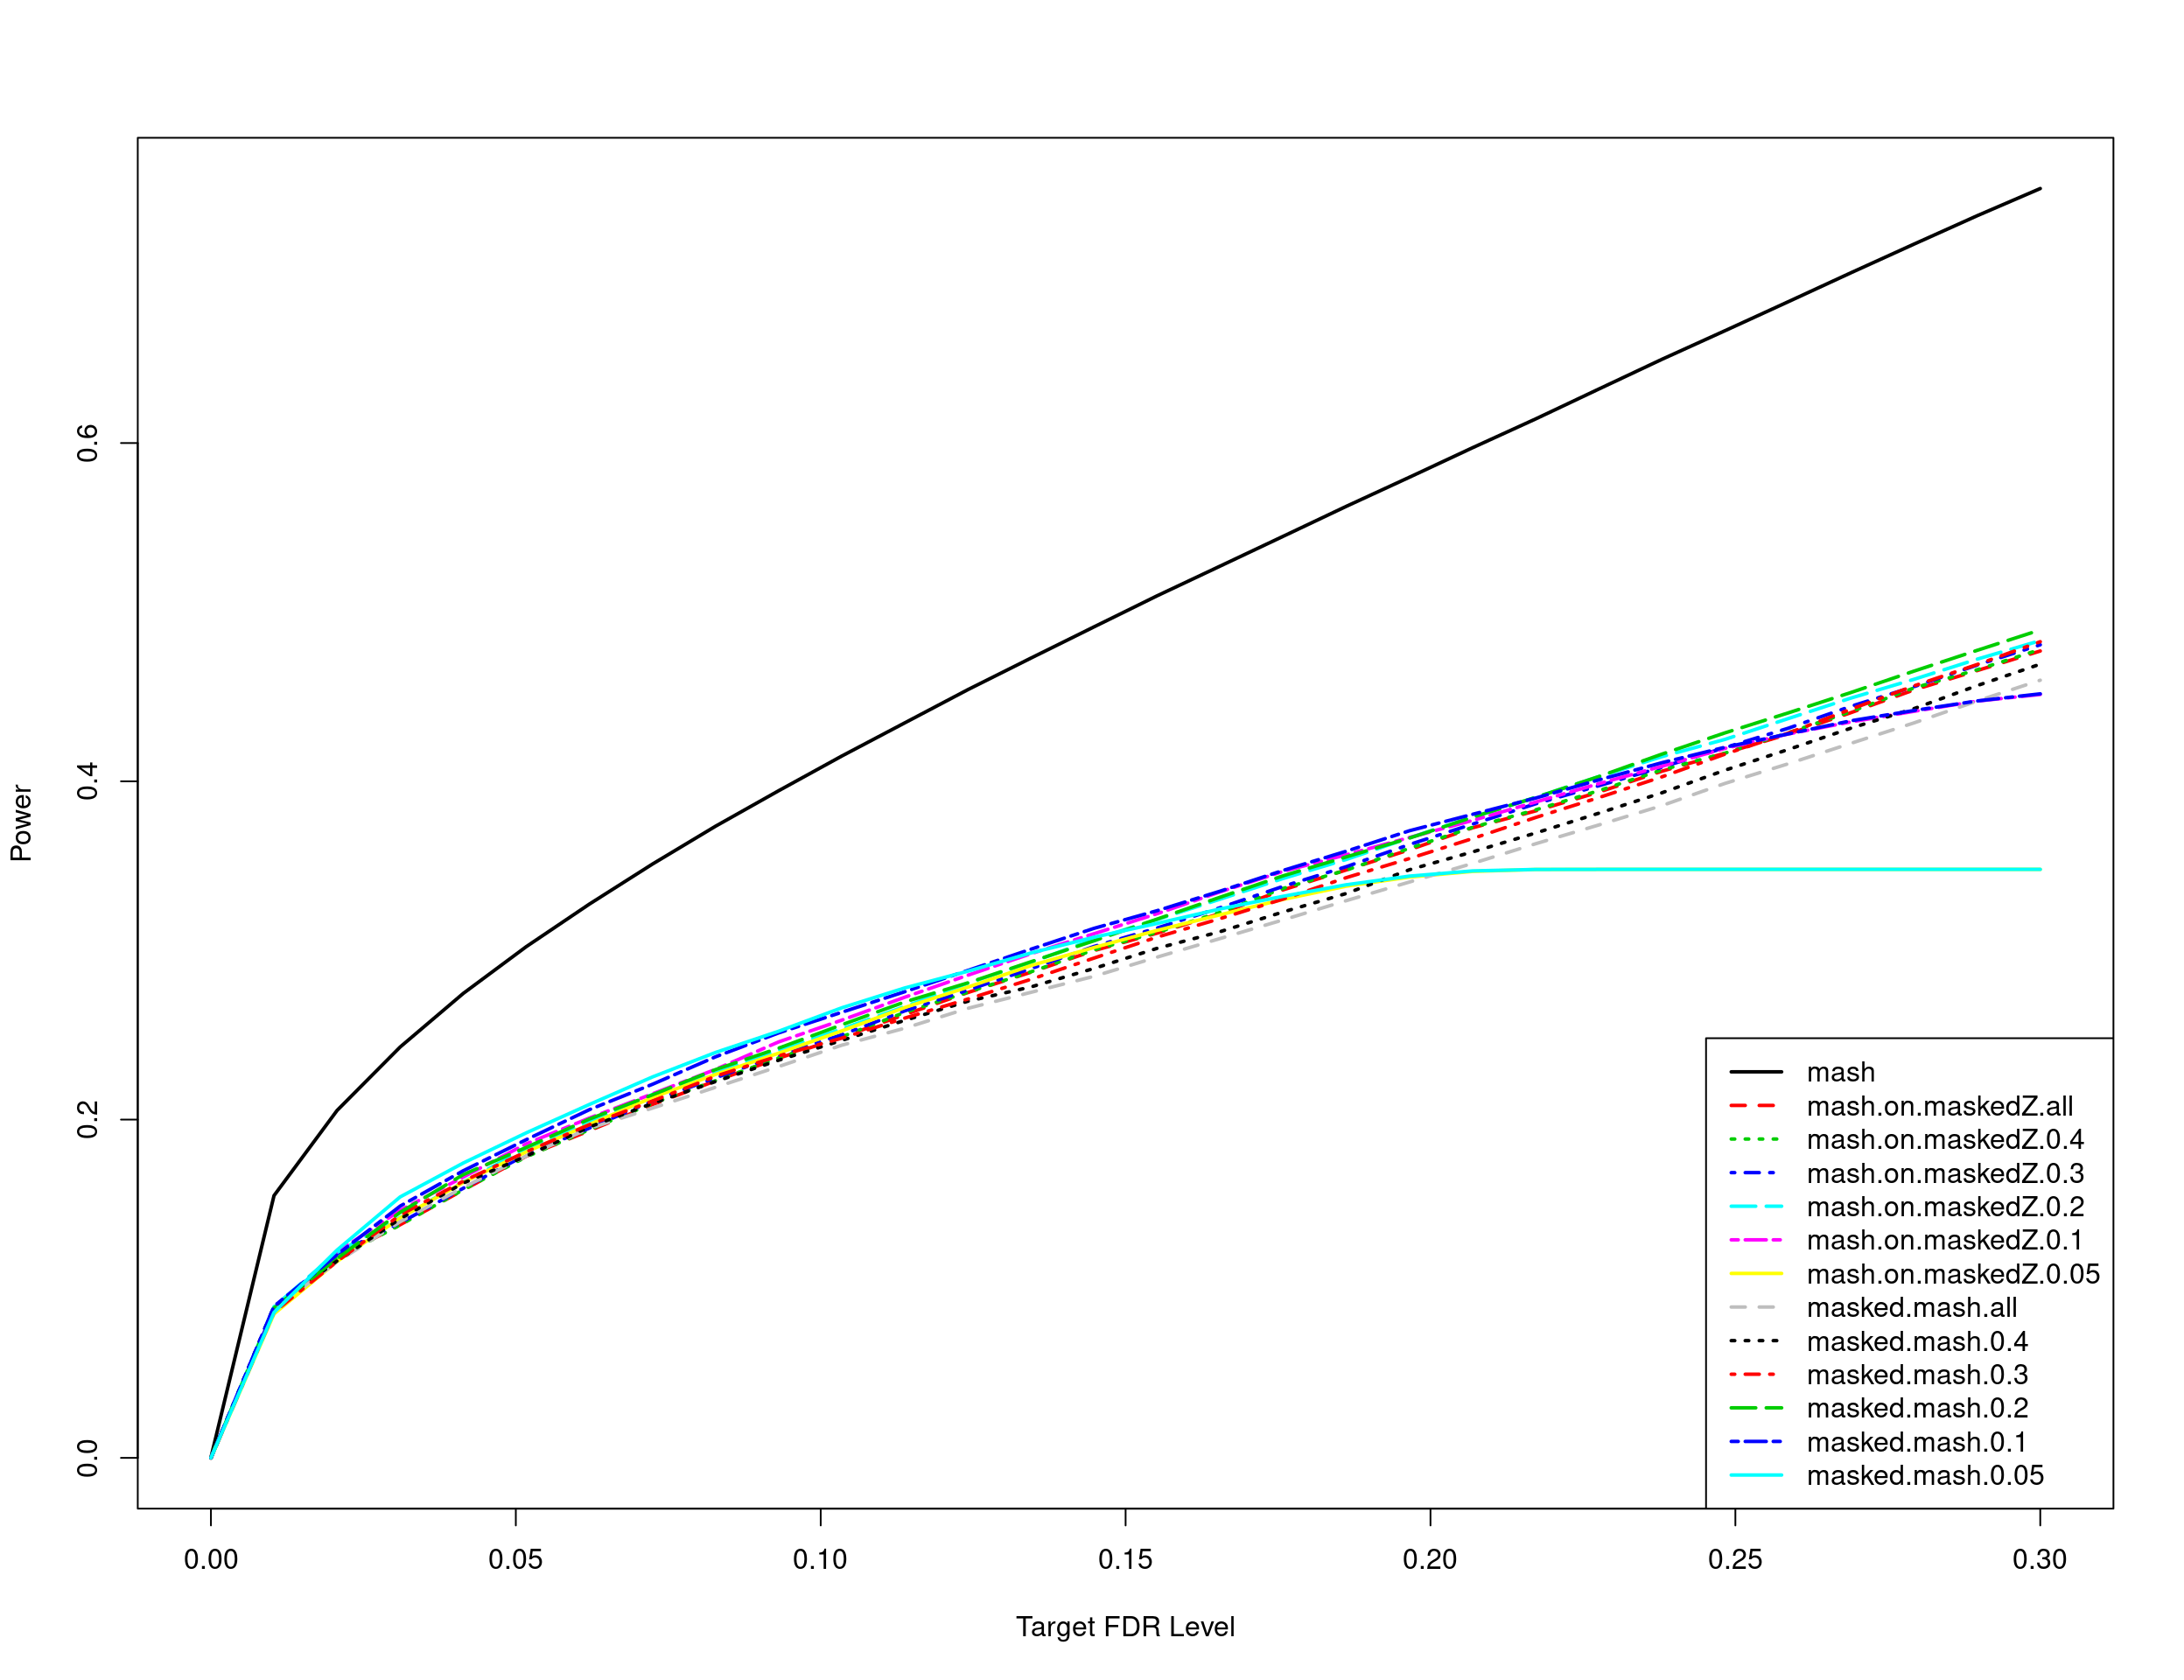 Power
0.6
0.4
0.2
0.0
mash
mash.on.maskedZ.all
mash.on.maskedZ.0.4
mash.on.maskedZ.0.3
mash.on.maskedZ.0.2
mash.on.maskedZ.0.1
mash.on.maskedZ.0.05
masked.mash.all
masked.mash.0.4
masked.mash.0.3
masked.mash.0.2
masked.mash.0.1
masked.mash.0.05
0.00 0.05 0.10 0.15 0.20 0.25 0.30
Target FDR Level